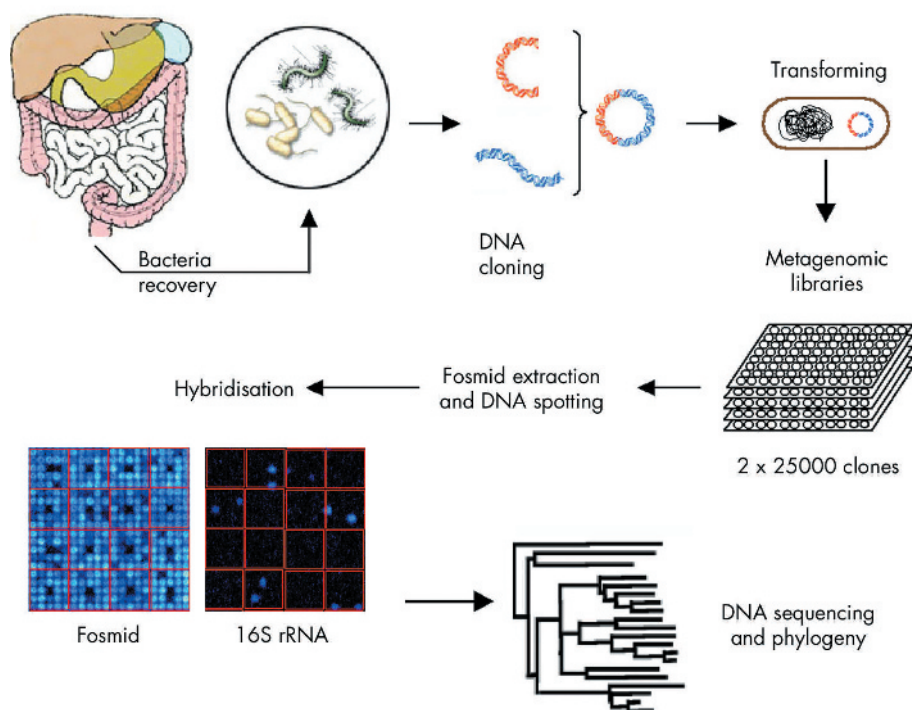 Transforming
Bacteria
recovery
DNA
cloning
Metagenomic
libraries
Hybridisation
Fosmid extraction
and DNA spotting
2 x 25000 clones
Fosmid
16S rRNA
DNA sequencing
and phylogeny